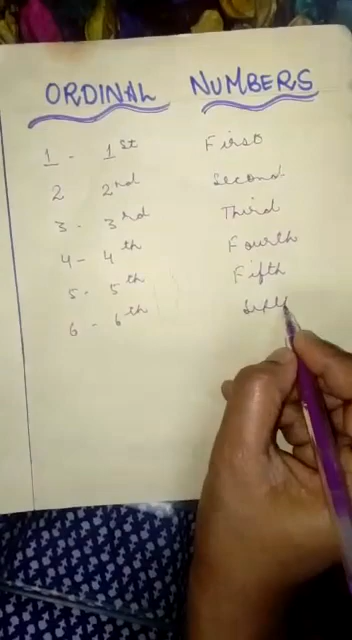 ORDINAL NUMBERS
1 - 1st First
2 2nd Second
3 - 3rd Third
4 - 4th Fourth
5 - 5th Fifth
6 - 6th